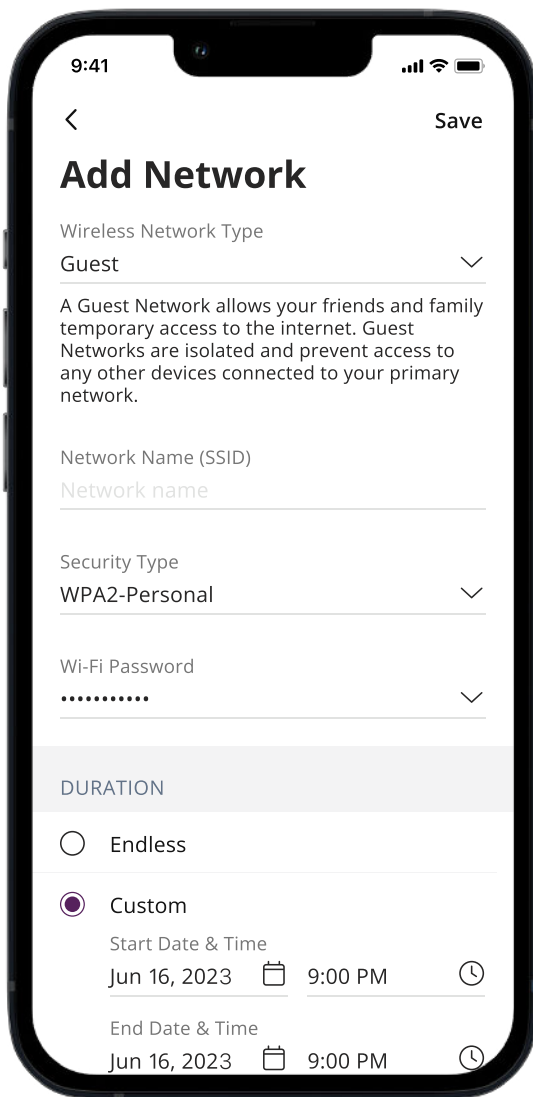 9:41
Save
Add Network
Wireless Network Type
Guest
A Guest Network allows your friends and family
temporary access to the internet. Guest
Networks are isolated and prevent access to
any other devices connected to your primary
network.
Network Name (SSID)
Network name
Security Type
WPA2-Personal
Wi-Fi Password
•••••••••••
DURATION
Endless
Custom
Start Date & Time
Jun 16, 2023 9:00 PM
End Date & Time
Jun 16, 2023 9:00 PM